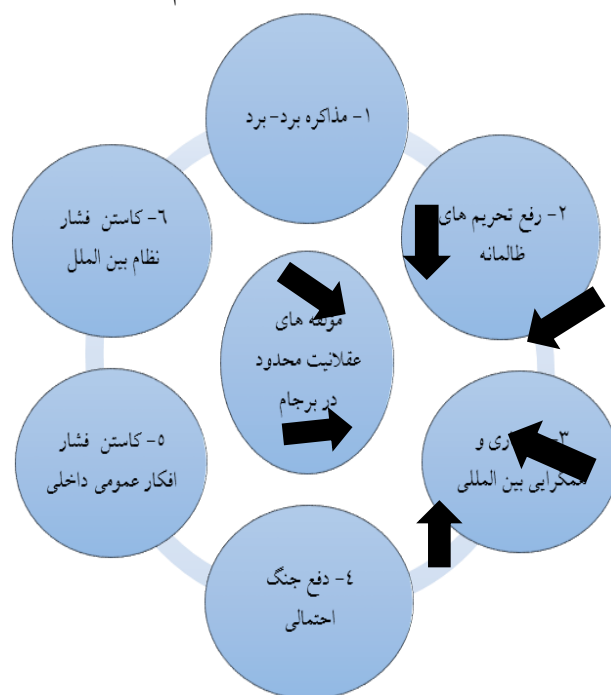 ۱- مذاکره برد- برد
۲- رفع تحریم های
ظالمانه
۳- و
بین المللی
۴- دفع جنگ
احتمالی
۵- کاستن فشار
افکار عمومی داخلی
۶- کاستن فشار
نظام بین الملل
مولفه های
عقلانیت محدود
در برجام